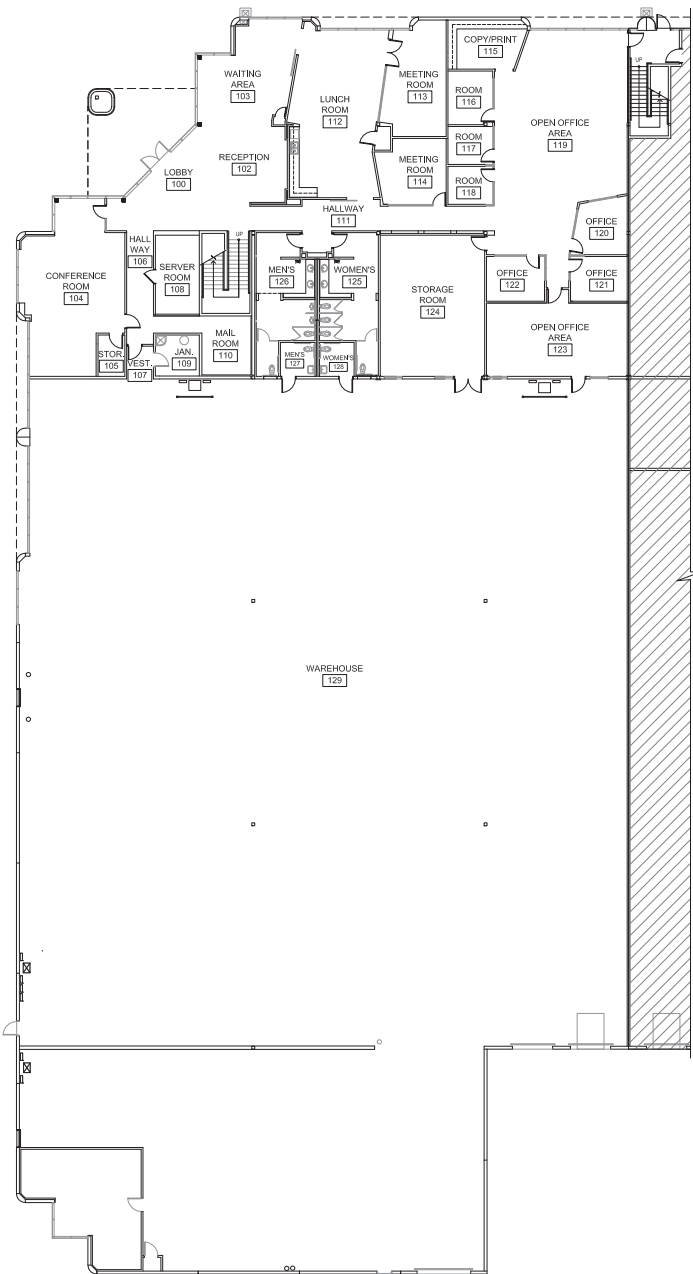 COPY/PRINT
115
WAITING
AREA
103
MEETING
ROOM
113
UP
LUNCH
ROOM
112
ROOM
116
OPEN OFFICE
AREA
119
ROOM
117
RECEPTION
102
LOBBY
100
MEETING
ROOM
114
ROOM
118
HALLWAY
111
OFFICE
120
HALL
WAY
106
UP
SERVER
ROOM
108
MEN'S
126
WOMEN'S
125
CONFERENCE
ROOM
104
OFFICE
122
OFFICE
121
STORAGE
ROOM
124
MAIL
ROOM
110
OPEN OFFICE
AREA
123
STOR.
105
VEST.
107
JAN.
109
MEN'S
127
WOMEN'S
128
WAREHOUSE
129